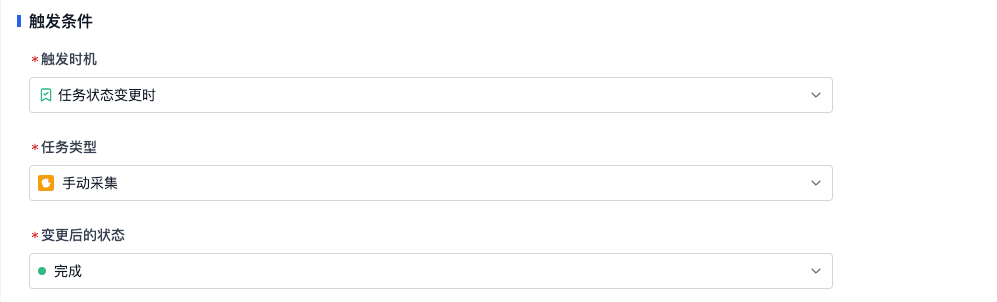 触发条件
*触发时机
任务状态变更时
*任务类型
手动采集
*变更后的状态
完成